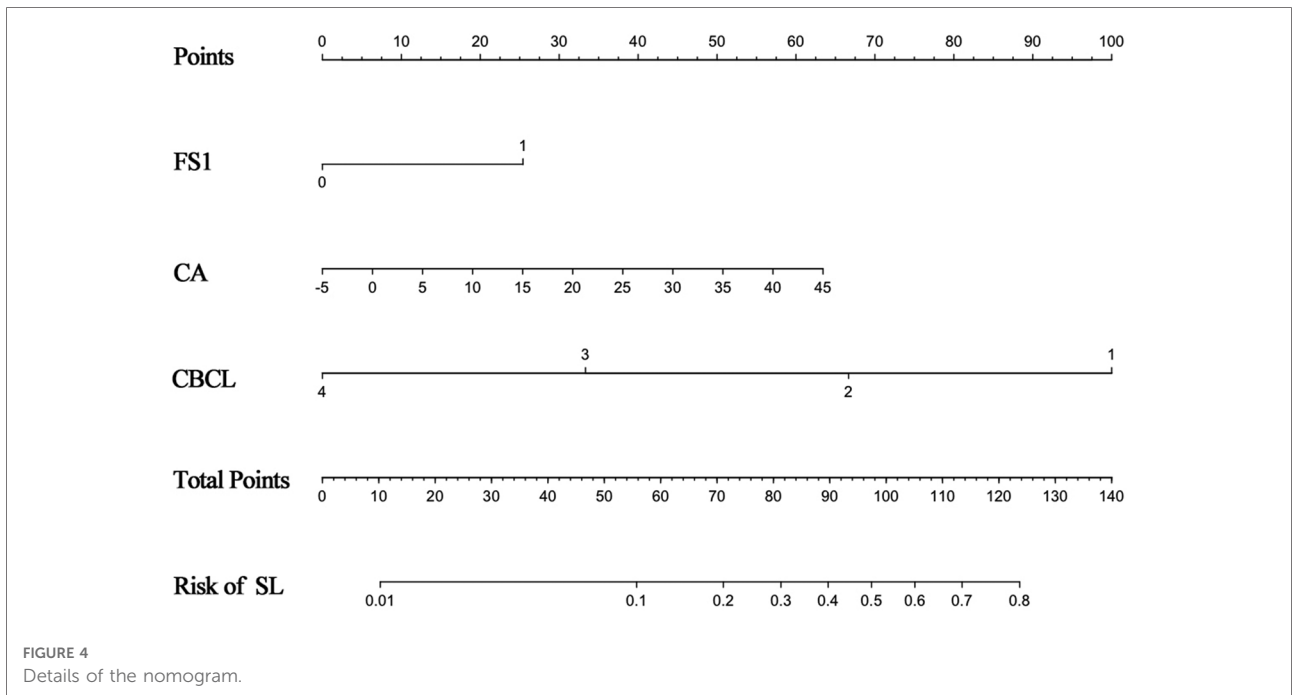 Points 0 10 20 30 40 50 60 70 80 90 100
FS1 1
0
CA
-5 0 5 10 15 20 25 30 35 40 45
3 1
CBCL
4 2
Total Points
0 10 20 30 40 50 60 70 80 90 100 110 120 130 140
Risk of SL
0.01 0.1 0.2 0.3 0.4 0.5 0.6 0.7 0.8
FIGURE 4
Details of the nomogram.